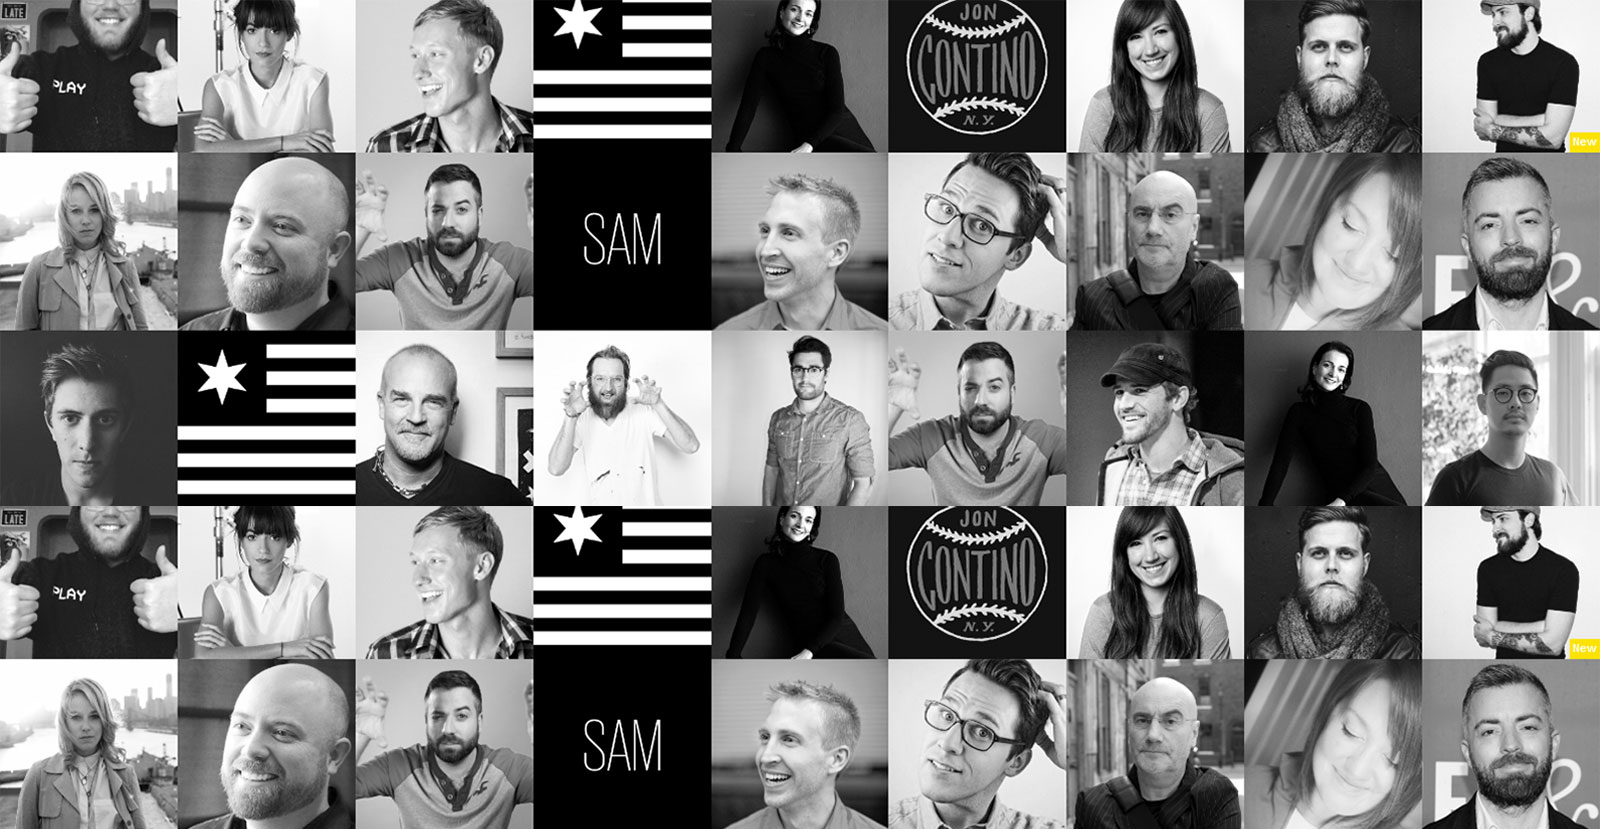 LATE
PLAY
JON
CONTINO
N.Y.
New
SAM
LATE
PLAY
JON
CONTINO
N.Y.
New
SAM